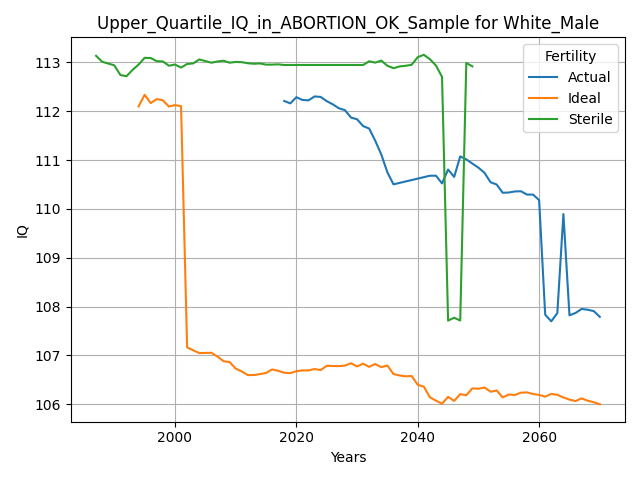 Upper_Quartile_IQ_in_ABORTION_OK_Sample for White_Male
Fertility
Actual
Ideal
Sterile
113
112
111
110
109
108
107
106
IQ
2000
2020
2040
2060
Years